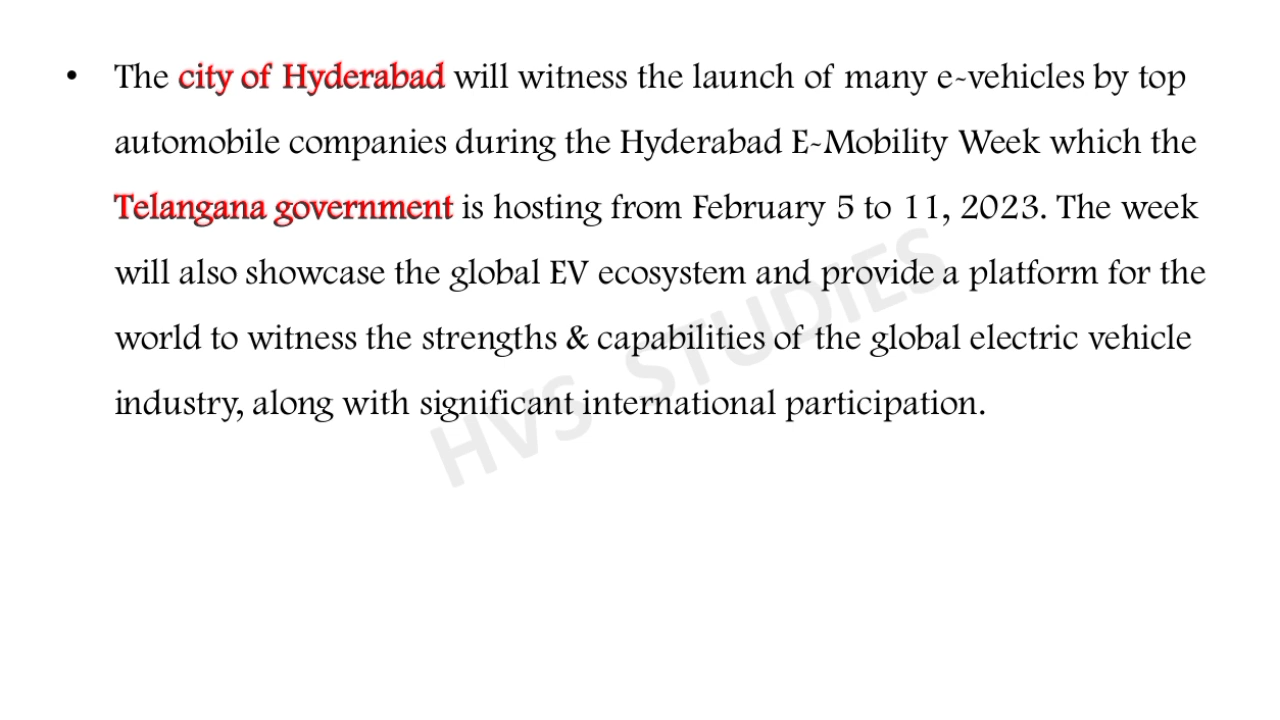 • The city of Hyderabad will witness the launch of many e-vehicles by top
automobile companies during the Hyderabad E-Mobility Week which the
Telangana government is hosting from February 5 to 11, 2023. The week
will also showcase the global EV ecosystem and provide a platform for the
world to witness the strengths & capabilities of the global electric vehicle
industry, along with significant international participation.
HVS STUDIES